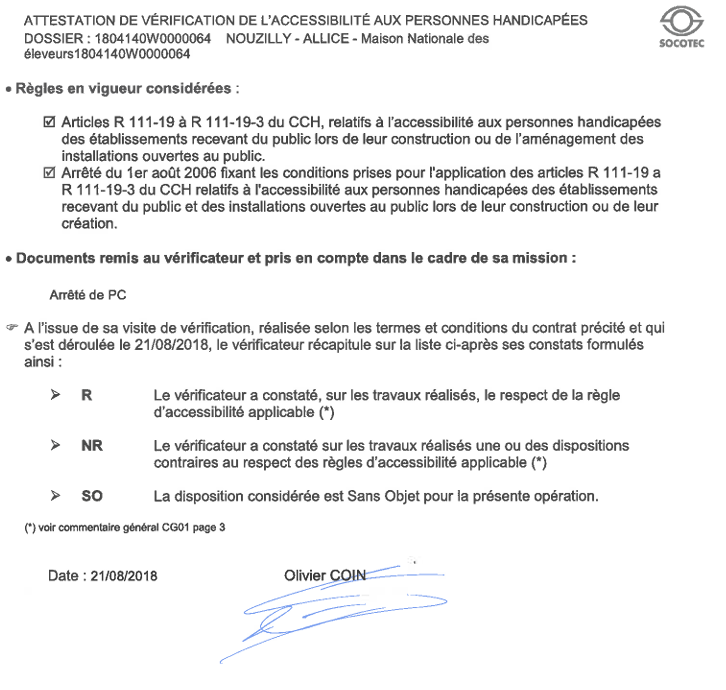 ATTESTATION DE VÉRIFICATION DE L'ACCESSIBILITÉ AUX PERSONNES HANDICAPÉES
DOSSIER : 1804140W0000064 NOUZILLY - ALLICE - Maison Nationale des
éleveurs1804140W0000064
SOCOTEC
• Règles en vigueur considérées :
☑ Articles R 111-19 à R 111-19-3 du CCH, relatifs à l'accessibilité aux personnes handicapées
des établissements recevant du public lors de leur construction ou de l'aménagement des
installations ouvertes au public.
☑ Arrêté du 1er août 2006 fixant les conditions prises pour l'application des articles R 111-19 a
R 111-19-3 du CCH relatifs à l'accessibilité aux personnes handicapées des établissements
recevant du public et des installations ouvertes au public lors de leur construction ou de leur
création.
• Documents remis au vérificateur et pris en compte dans le cadre de sa mission :
Arrêté de PC
☞ A l'issue de sa visite de vérification, réalisée selon les termes et conditions du contrat précité et qui
s'est déroulée le 21/08/2018, le vérificateur récapitule sur la liste ci-après ses constats formulés
ainsi :
➢ R Le vérificateur a constaté, sur les travaux réalisés, le respect de la règle
d'accessibilité applicable (*)
➢ NR Le vérificateur a constaté sur les travaux réalisés une ou des dispositions
contraires au respect des règles d'accessibilité applicable (*)
➢ SO La disposition considérée est Sans Objet pour la présente opération.
(*) voir commentaire général CG01 page 3
Date : 21/08/2018 Olivier COIN